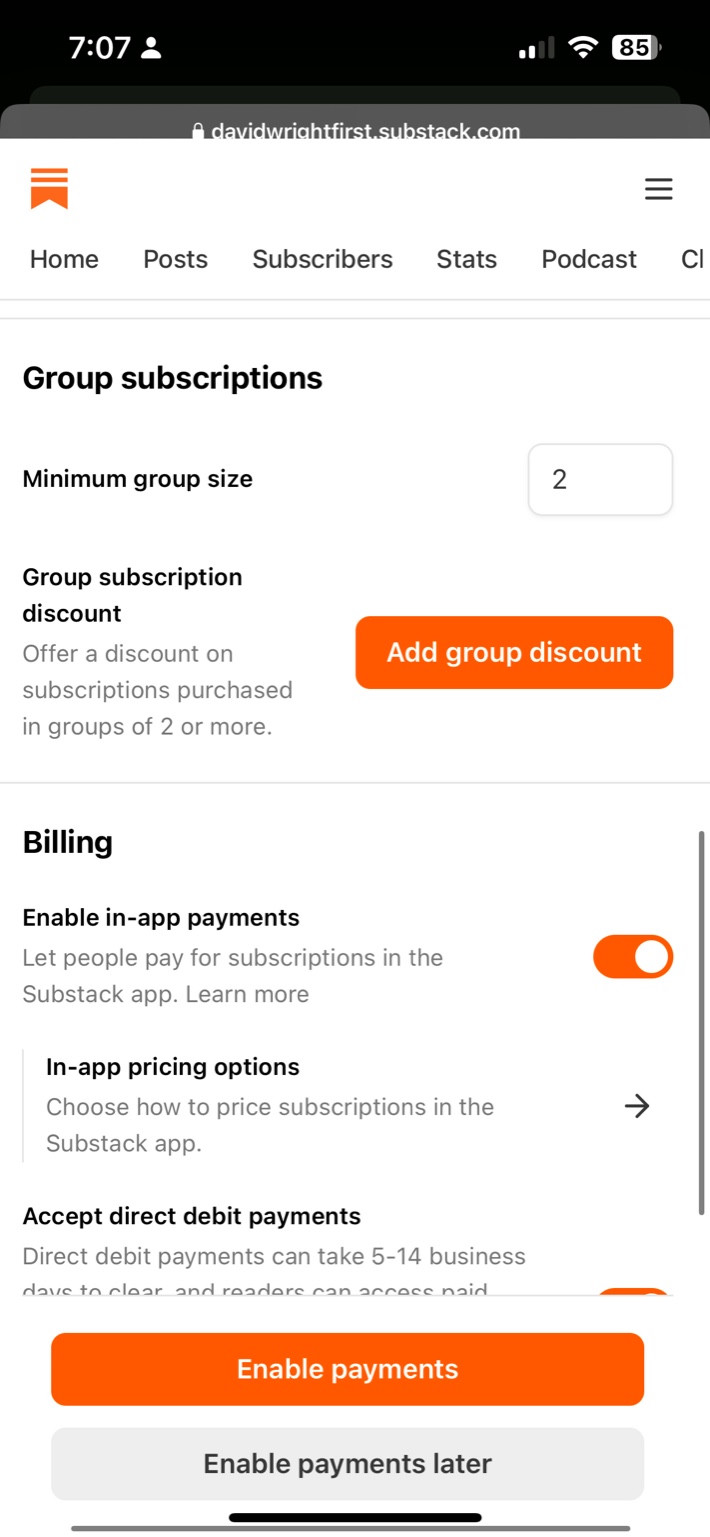 7:07
85
davidwrightfirst.substack.com
Home Posts Subscribers Stats Podcast
Group subscriptions
Minimum group size
2
Group subscription
discount
Offer a discount on
subscriptions purchased
in groups of 2 or more.
Add group discount
Billing
Enable in-app payments
Let people pay for subscriptions in the
Substack app. Learn more
In-app pricing options
Choose how to price subscriptions in the
Substack app.
Accept direct debit payments
Direct debit payments can take 5-14 business
days to clear, and readers can access paid
Enable payments
Enable payments later